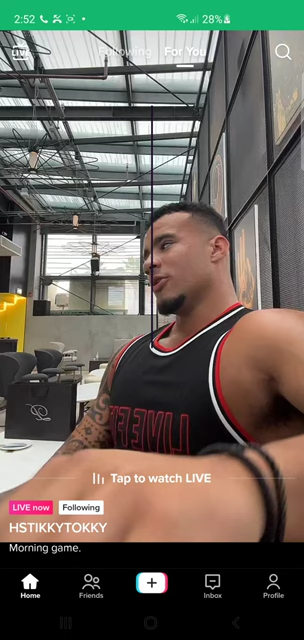 2:52
28%
LIVE
Following
For You
Tap to watch LIVE
LIVE now
Following
HSTIKKYTOKKY
Morning game.
Home
Friends
Inbox
Profile